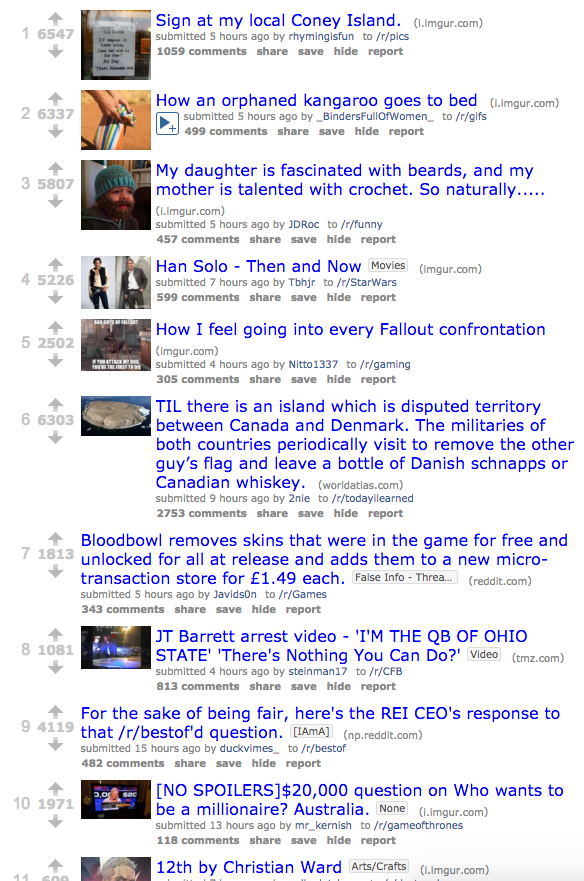 1 6547 Sign at my local Coney Island. (i.imgur.com)
submitted 5 hours ago by rhymingisfun to /r/pics
1059 comments share save hide report
2 6337 How an orphaned kangaroo goes to bed (i.imgur.com)
submitted 5 hours ago by _BindersFullOfWomen_ to /r/gifs
499 comments share save hide report
3 5807 My daughter is fascinated with beards, and my
mother is talented with crochet. So naturally.....
(i.imgur.com)
submitted 5 hours ago by JDRoc to /r/funny
457 comments share save hide report
4 5226 Han Solo - Then and Now Movies (imgur.com)
submitted 7 hours ago by Tbhjr to /r/StarWars
599 comments share save hide report
5 2502 How I feel going into every Fallout confrontation
(imgur.com)
BAD GUYS OF FALLOUT
IF YOU ATTACK MY DOG,
YOU'RE THE FIRST TO DIE
submitted 4 hours ago by Nitto1337 to /r/gaming
305 comments share save hide report
6 6303 TIL there is an island which is disputed territory
between Canada and Denmark. The militaries of
both countries periodically visit to remove the other
guy’s flag and leave a bottle of Danish schnapps or
Canadian whiskey. (worldatlas.com)
submitted 9 hours ago by 2nie to /r/todayilearned
2753 comments share save hide report
7 1813 Bloodbowl removes skins that were in the game for free and
unlocked for all at release and adds them to a new micro-
transaction store for £1.49 each. False Info - Threa... (reddit.com)
submitted 5 hours ago by Javids0n to /r/Games
343 comments share save hide report
8 1081 JT Barrett arrest video - 'I'M THE QB OF OHIO
STATE' 'There's Nothing You Can Do?' Video (tmz.com)
submitted 4 hours ago by steinman17 to /r/CFB
813 comments share save hide report
9 4119 For the sake of being fair, here's the REI CEO's response to
that /r/bestof'd question. [IAmA] (np.reddit.com)
submitted 15 hours ago by duckvimes_ to /r/bestof
482 comments share save hide report
10 1971 [NO SPOILERS]$20,000 question on Who wants to
be a millionaire? Australia. None (i.imgur.com)
submitted 13 hours ago by mr_kernish to /r/gameofthrones
118 comments share save hide report
12th by Christian Ward Arts/Crafts (i.imgur.com)